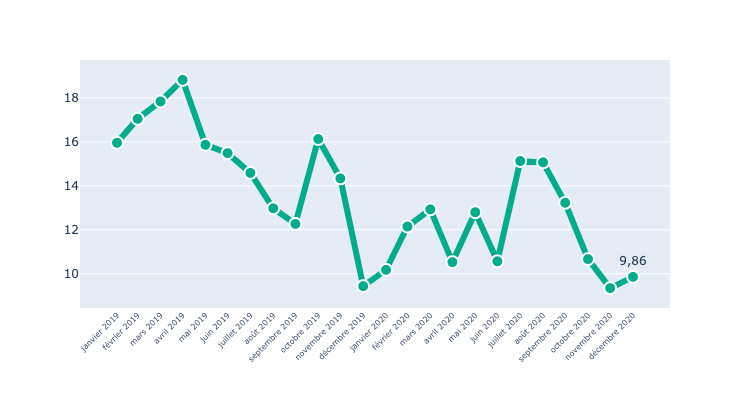 18
16
14
12
10
9,86
janvier 2019
février 2019
mars 2019
avril 2019
mai 2019
juin 2019
juillet 2019
août 2019
septembre 2019
octobre 2019
novembre 2019
décembre 2019
janvier 2020
février 2020
mars 2020
avril 2020
mai 2020
juin 2020
juillet 2020
août 2020
septembre 2020
octobre 2020
novembre 2020
décembre 2020